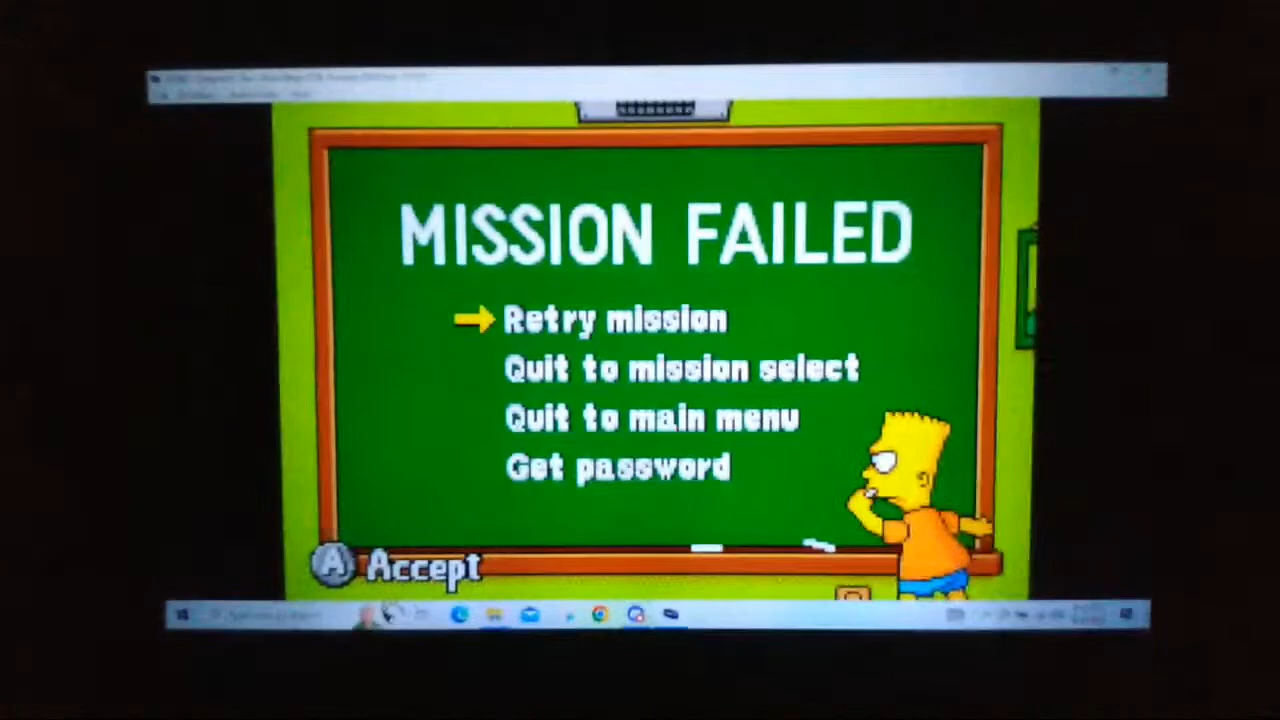 MISSION FAILED
Retry mission
Quit to mission select
Quit to main menu
Get password
A Accept